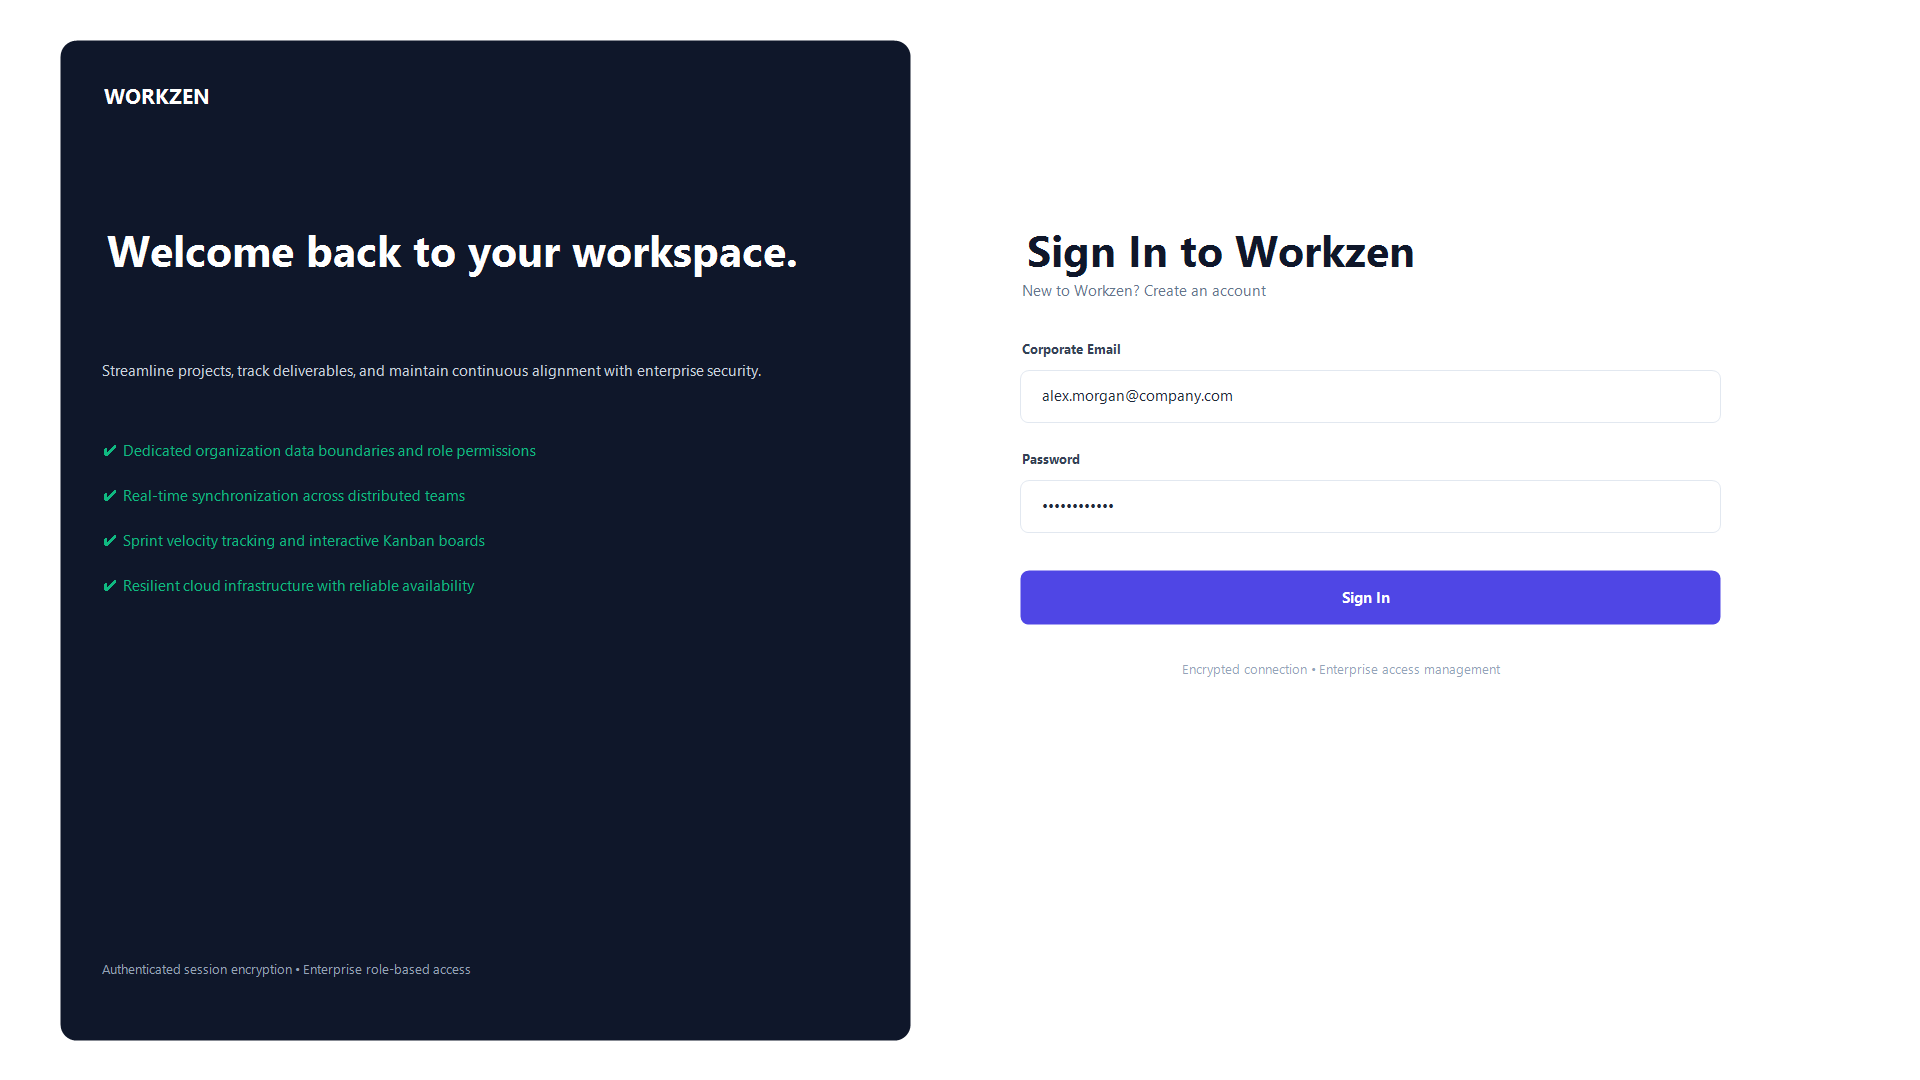 WORKZEN
Welcome back to your workspace.
Streamline projects, track deliverables, and maintain continuous alignment with enterprise security.
✔ Dedicated organization data boundaries and role permissions
✔ Real-time synchronization across distributed teams
✔ Sprint velocity tracking and interactive Kanban boards
✔ Resilient cloud infrastructure with reliable availability
Authenticated session encryption • Enterprise role-based access
Sign In to Workzen
New to Workzen? Create an account
Corporate Email
alex.morgan@company.com
Password
••••••••••••
Sign In
Encrypted connection • Enterprise access management